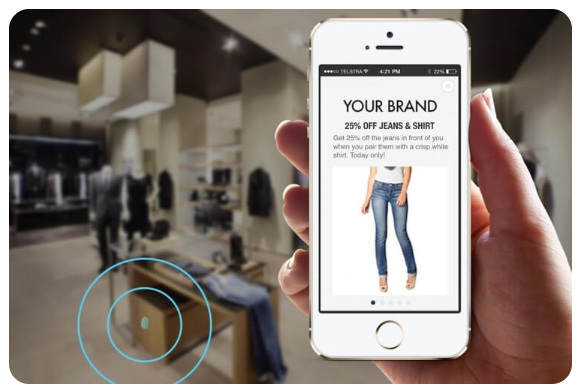 TELSTRA 4:21 PM 22%
YOUR BRAND
25% OFF JEANS & SHIRT
Get 25% off the jeans in front of you
when you pair them with a crisp white
shirt. Today only!